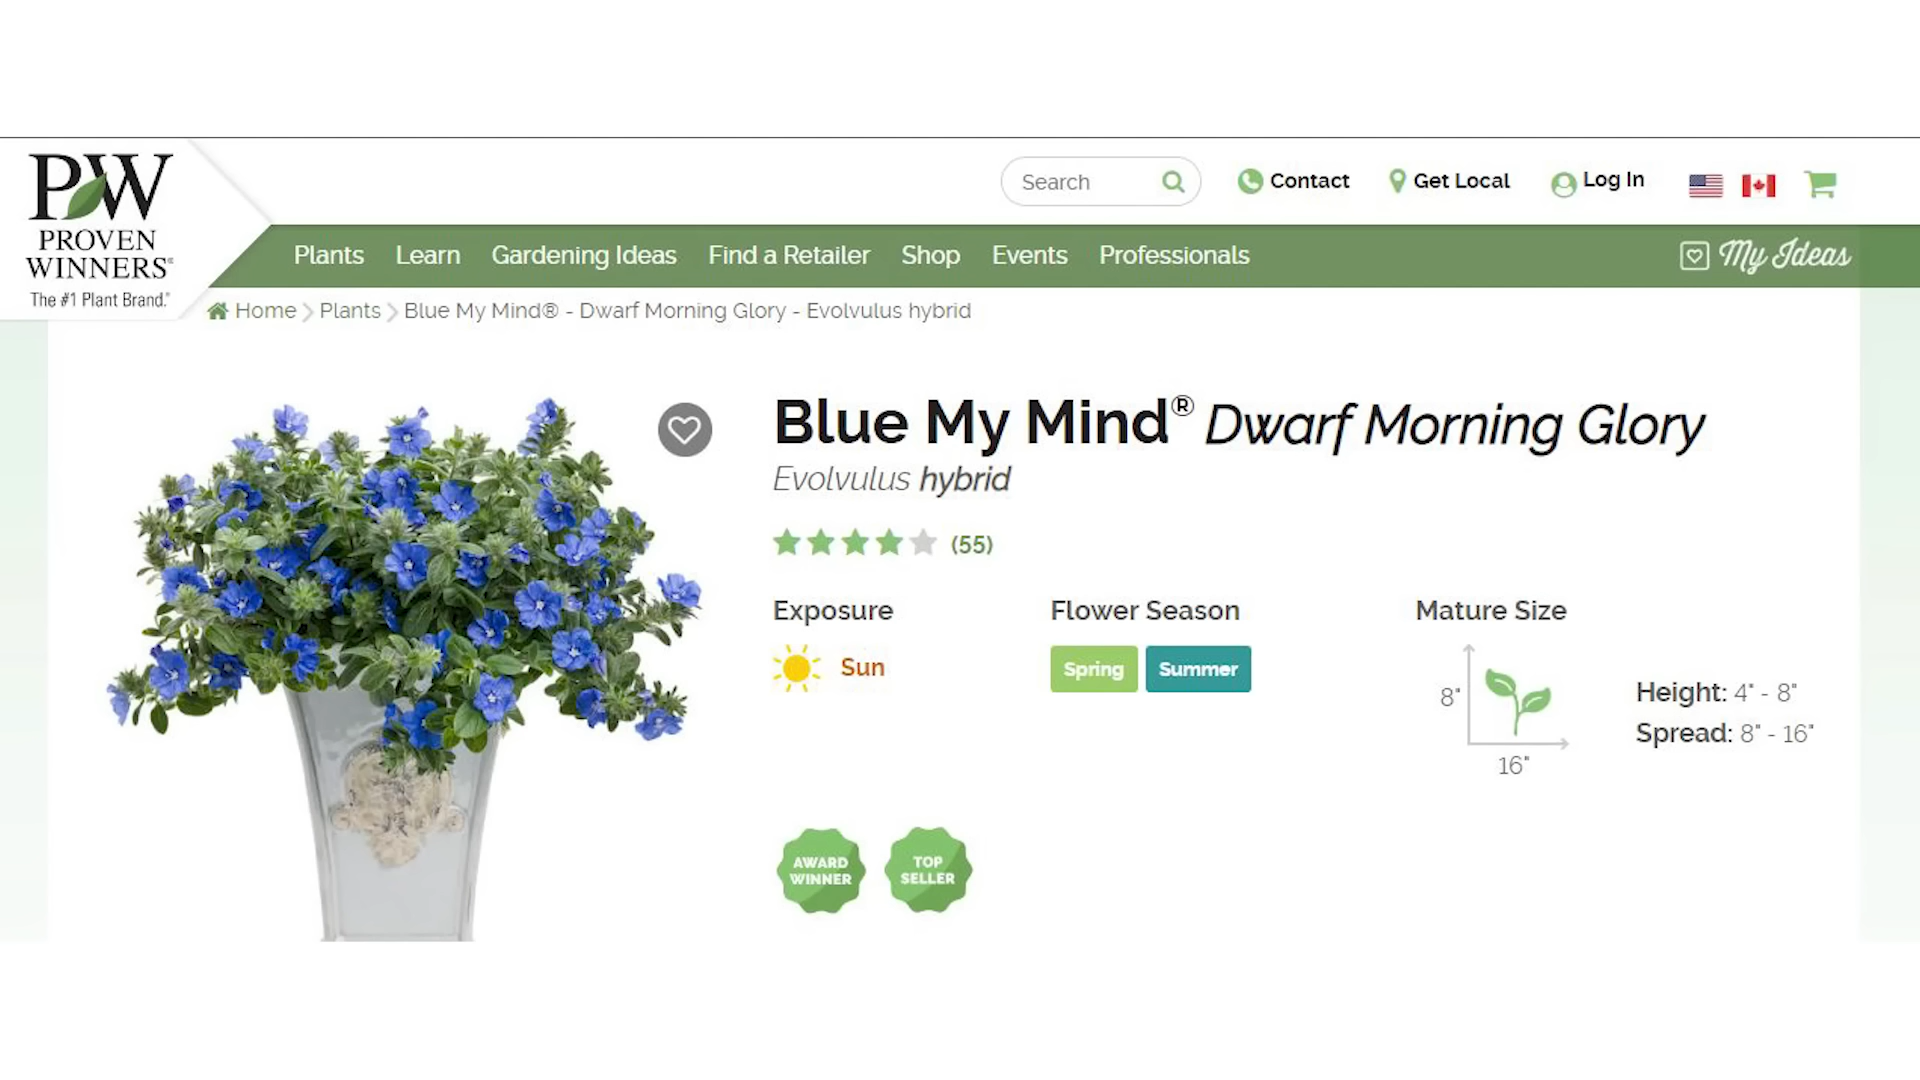 PW
PROVEN
WINNERS®
The #1 Plant Brand.®
Search
Contact
Get Local
Log In
Plants Learn Gardening Ideas Find a Retailer Shop Events Professionals
My Ideas
Home > Plants > Blue My Mind® - Dwarf Morning Glory - Evolvulus hybrid
Blue My Mind® Dwarf Morning Glory
Evolvulus hybrid
(55)
Exposure
Sun
Flower Season
Spring Summer
Mature Size
8"
16"
Height: 4" - 8"
Spread: 8" - 16"
AWARD
WINNER
TOP
SELLER